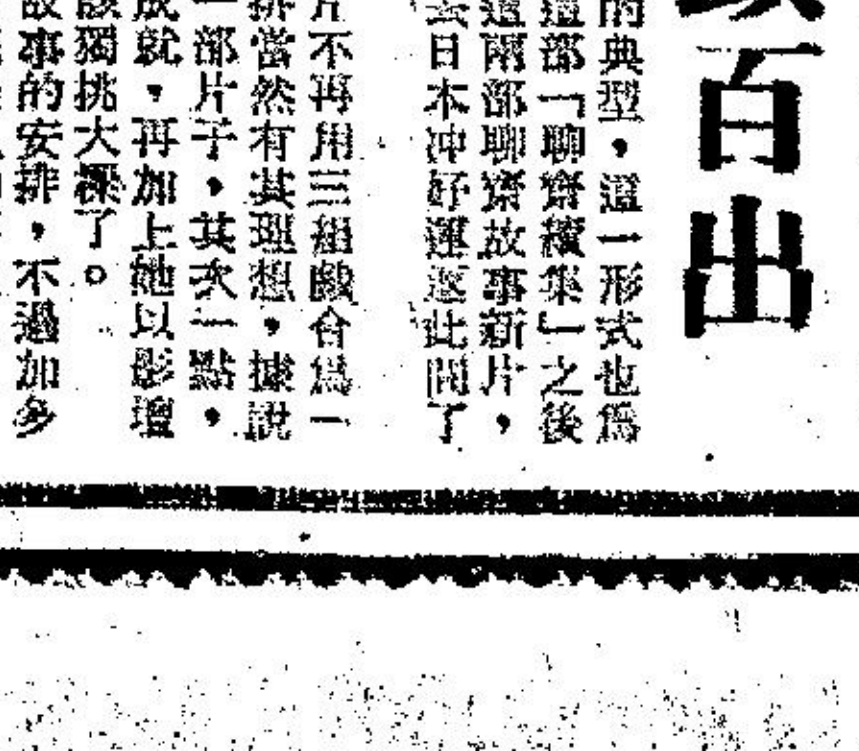 百出
的典型，這一形式也為
這部「聊齋續集」之後
這兩部聊齋故事新片，
去日本冲好運返此間了
片不再用三組戲合為一
排當然有其理想，據說
一部片子，其次一點，
成就，再加上她以影壇
該獨挑大樑了。
故事的安排，不過加多